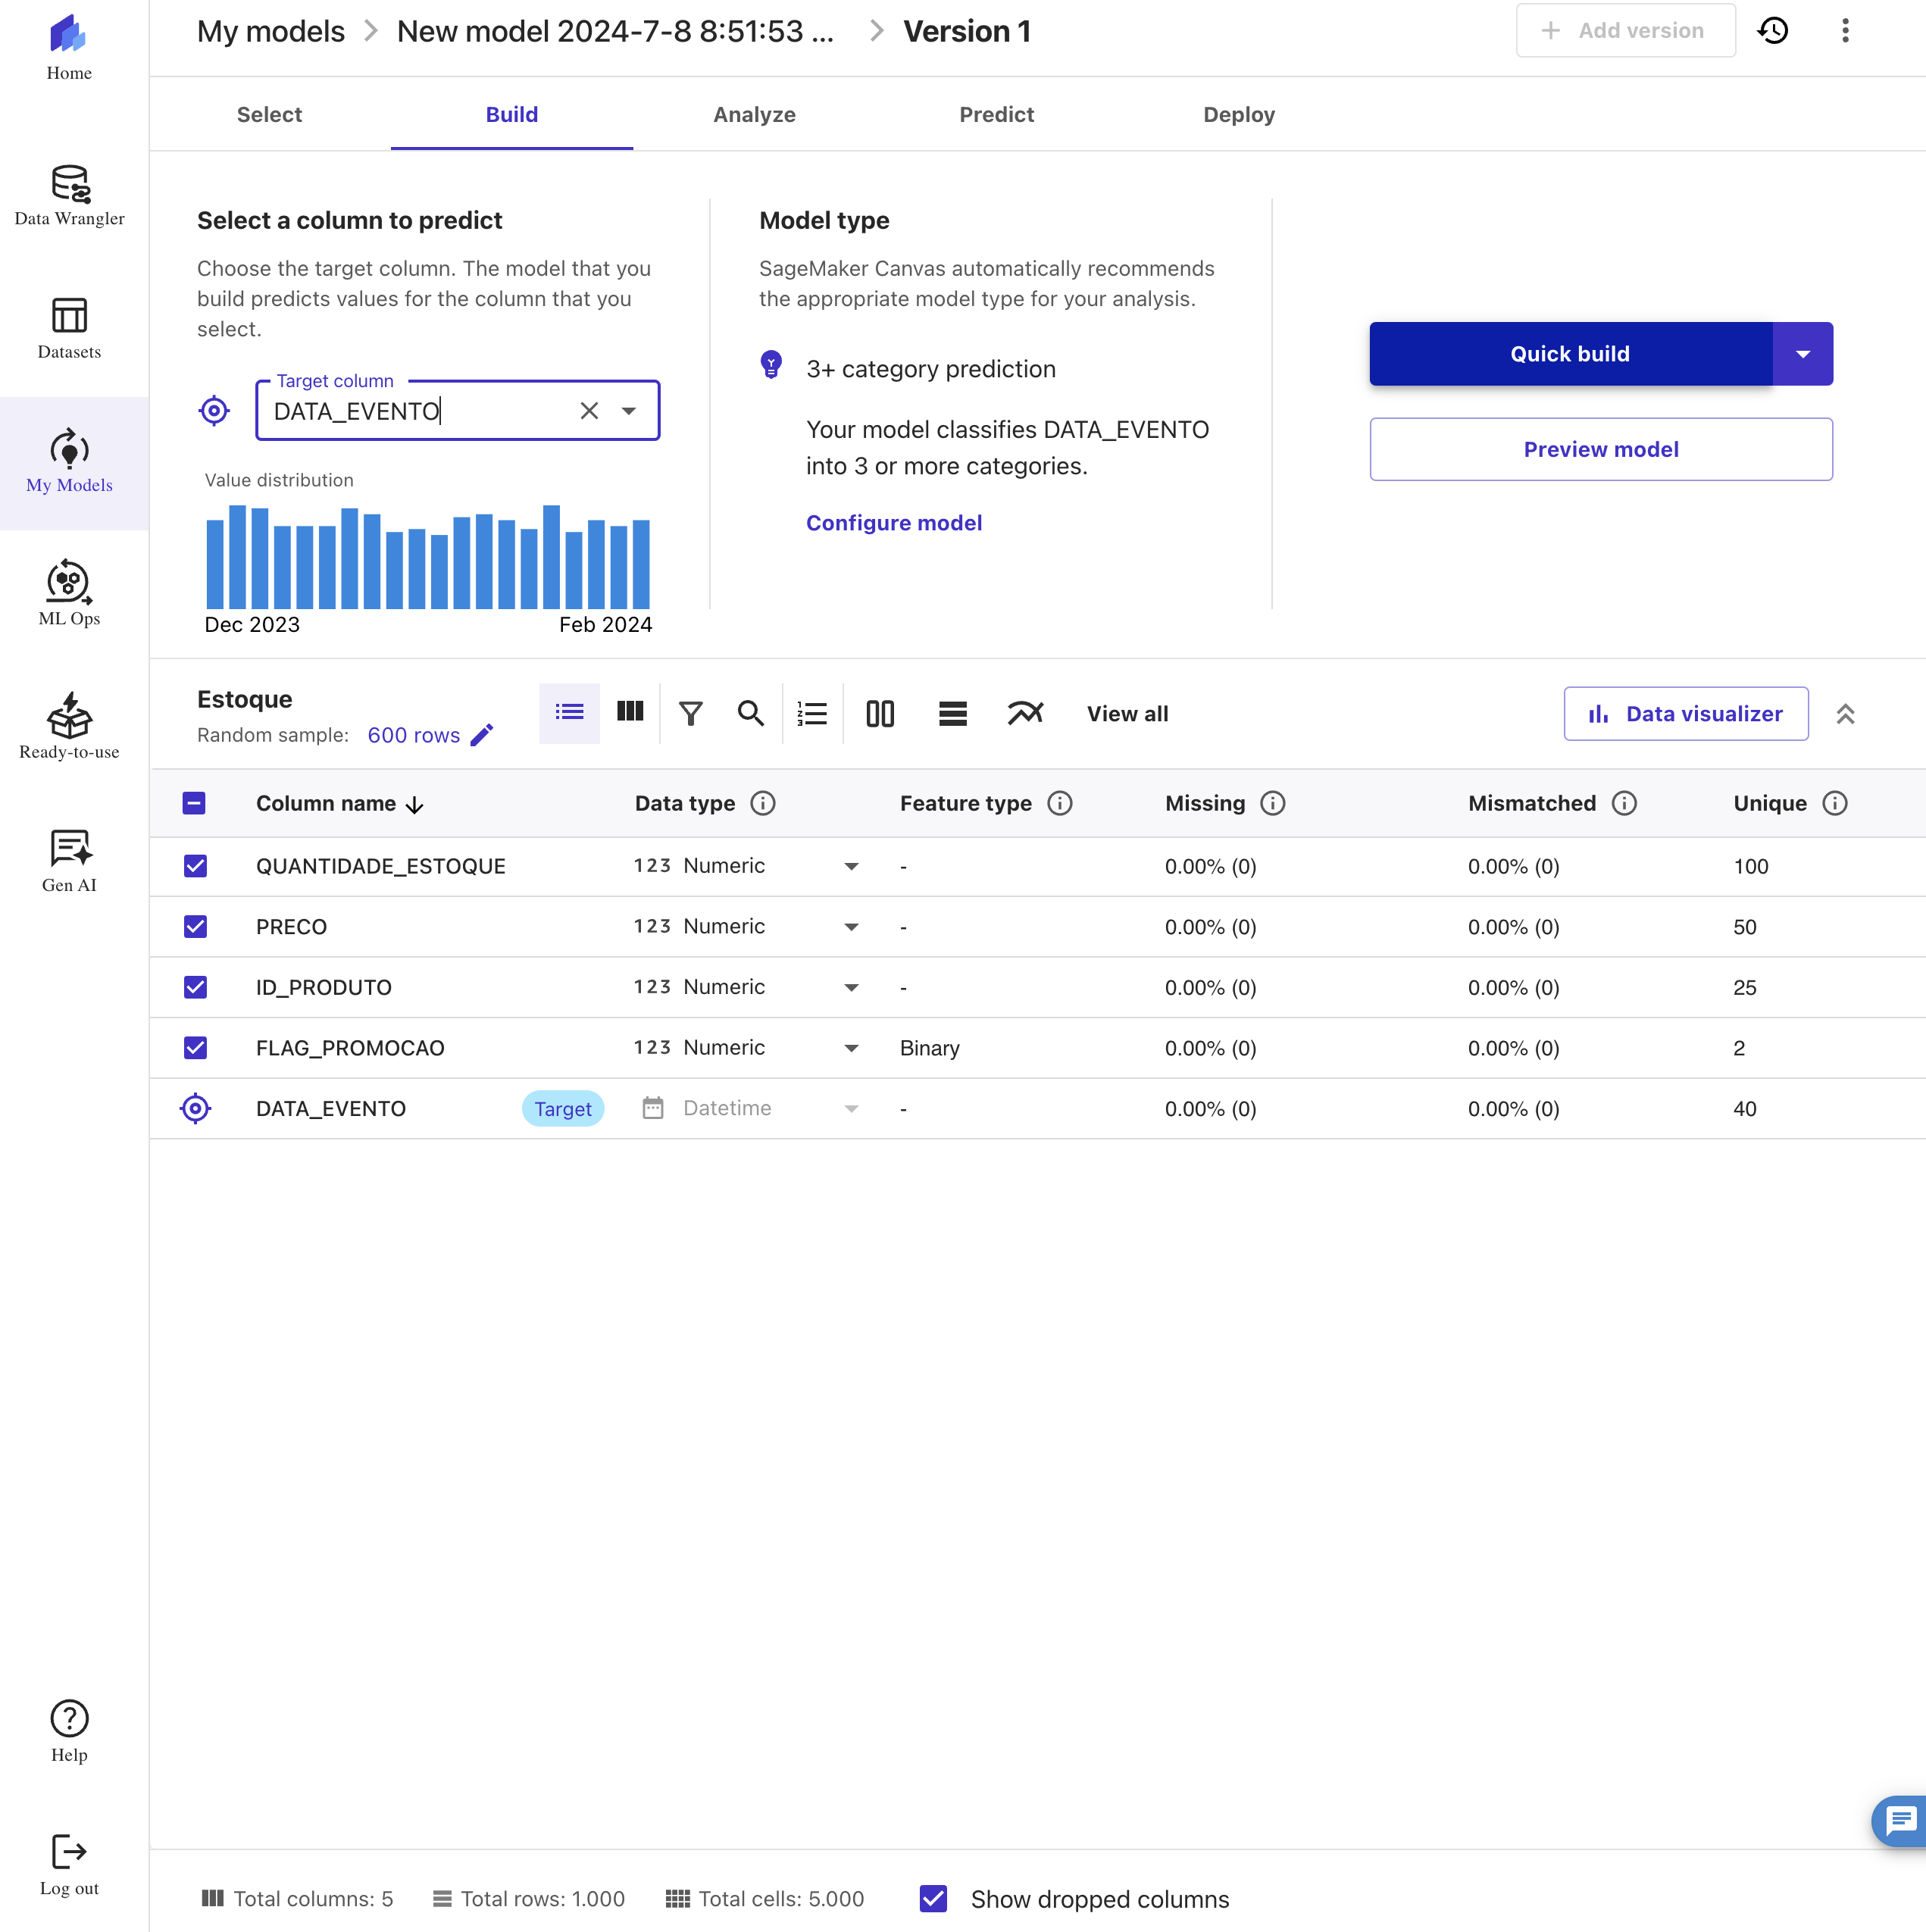 Home
Data Wrangler
Datasets
My Models
ML Ops
Ready-to-use
Gen AI
Help
Log out
My models > New model 2024-7-8 8:51:53 ... > Version 1
+ Add version
Select
Build
Analyze
Predict
Deploy
Select a column to predict
Choose the target column. The model that you
build predicts values for the column that you
select.
Target column
DATA_EVENTO
Value distribution
Dec 2023
Feb 2024
Model type
SageMaker Canvas automatically recommends
the appropriate model type for your analysis.
3+ category prediction
Your model classifies DATA_EVENTO
into 3 or more categories.
Configure model
Quick build
Preview model
Estoque
Random sample: 600 rows
View all
Data visualizer
Column name Data type Feature type Missing Mismatched Unique
QUANTIDADE_ESTOQUE 123 Numeric - 0.00% (0) 0.00% (0) 100
PRECO 123 Numeric - 0.00% (0) 0.00% (0) 50
ID_PRODUTO 123 Numeric - 0.00% (0) 0.00% (0) 25
FLAG_PROMOCAO 123 Numeric Binary 0.00% (0) 0.00% (0) 2
DATA_EVENTO Target Datetime - 0.00% (0) 0.00% (0) 40
Total columns: 5 Total rows: 1.000 Total cells: 5.000 Show dropped columns